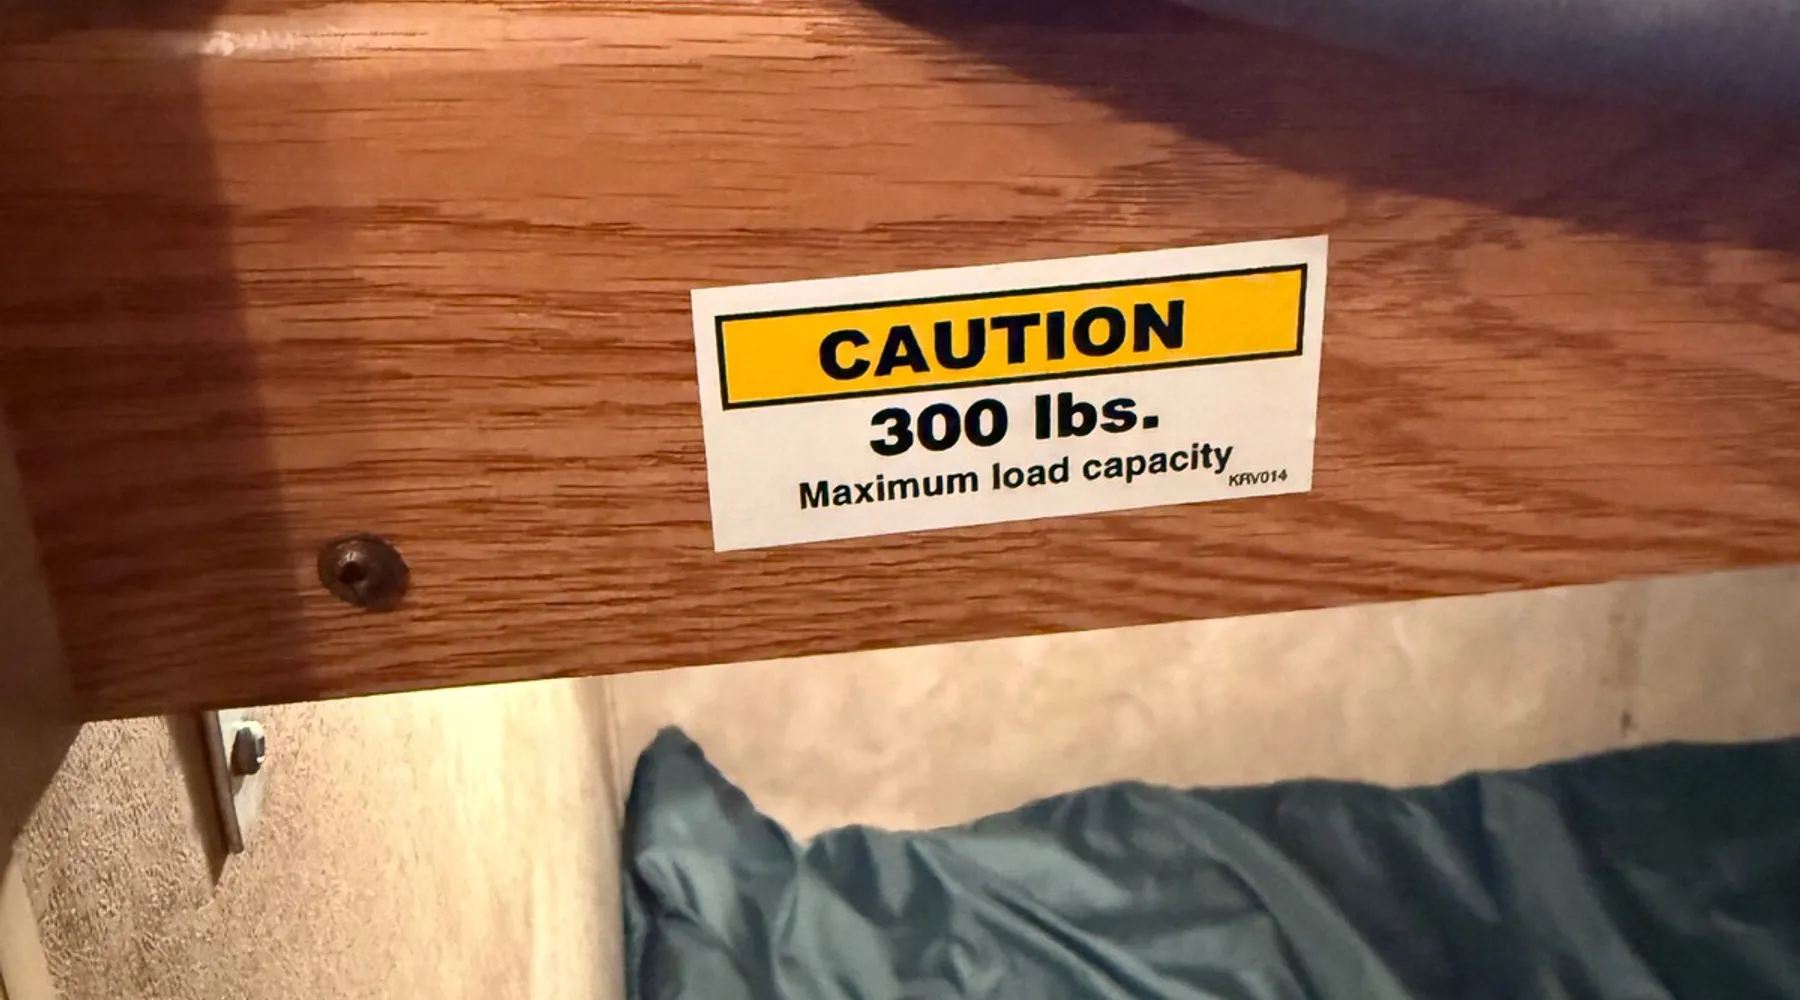 CAUTION
300 lbs.
Maximum load capacity
KRV014